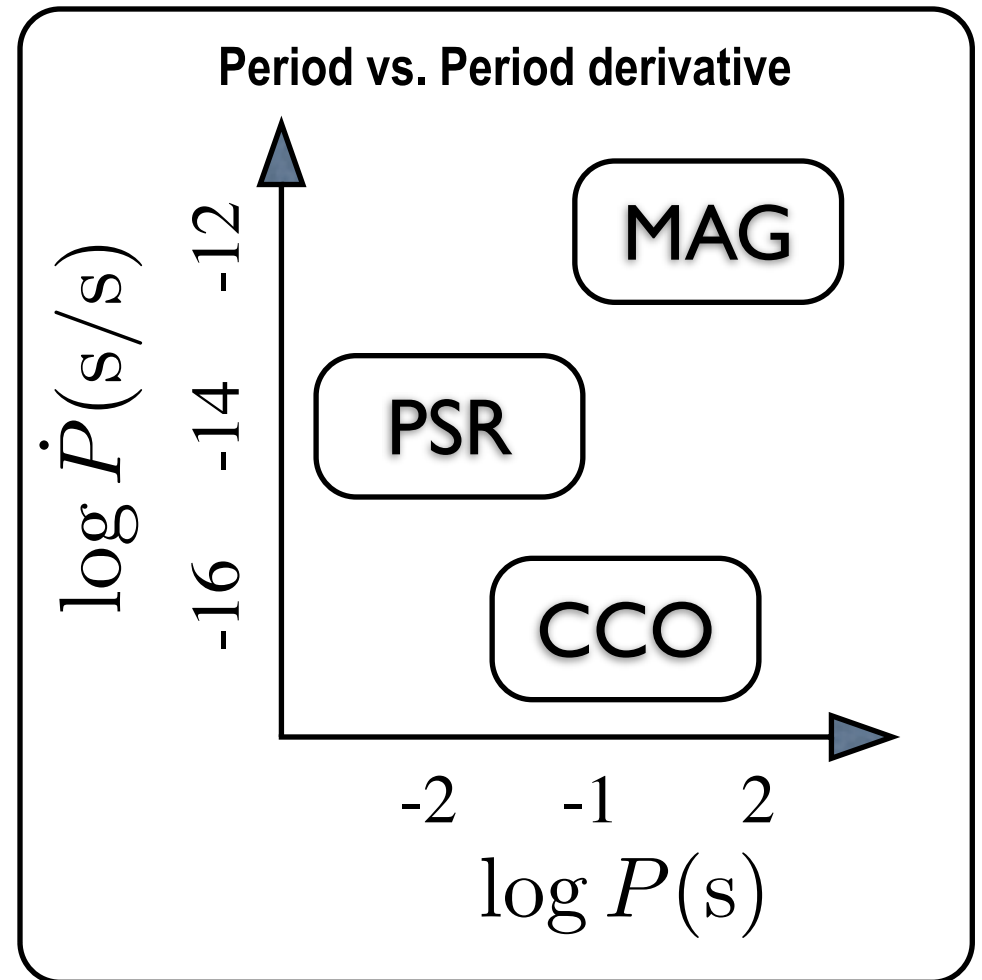 Period vs. Period derivative
log Ṗ(s/s)
-12
-14
-16
MAG
PSR
CCO
-2 -1 2
log P(s)